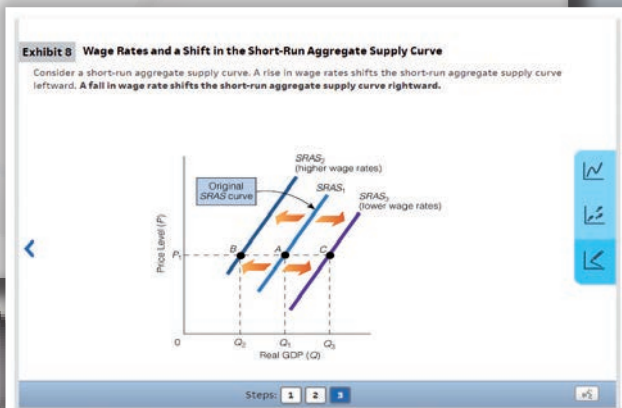 Exhibit 8 Wage Rates and a Shift in the Short-Run Aggregate Supply Curve
Consider a short-run aggregate supply curve. A rise in wage rates shifts the short-run aggregate supply curve
leftward. A fall in wage rate shifts the short-run aggregate supply curve rightward.
SRAS₂
(higher wage rates)
Original
SRAS curve
SRAS₁
SRAS₃
(lower wage rates)
Price Level (P)
P₁
B
A
C
0
Q₂
Q₁
Q₃
Real GDP (Q)
Steps: 1 2 3